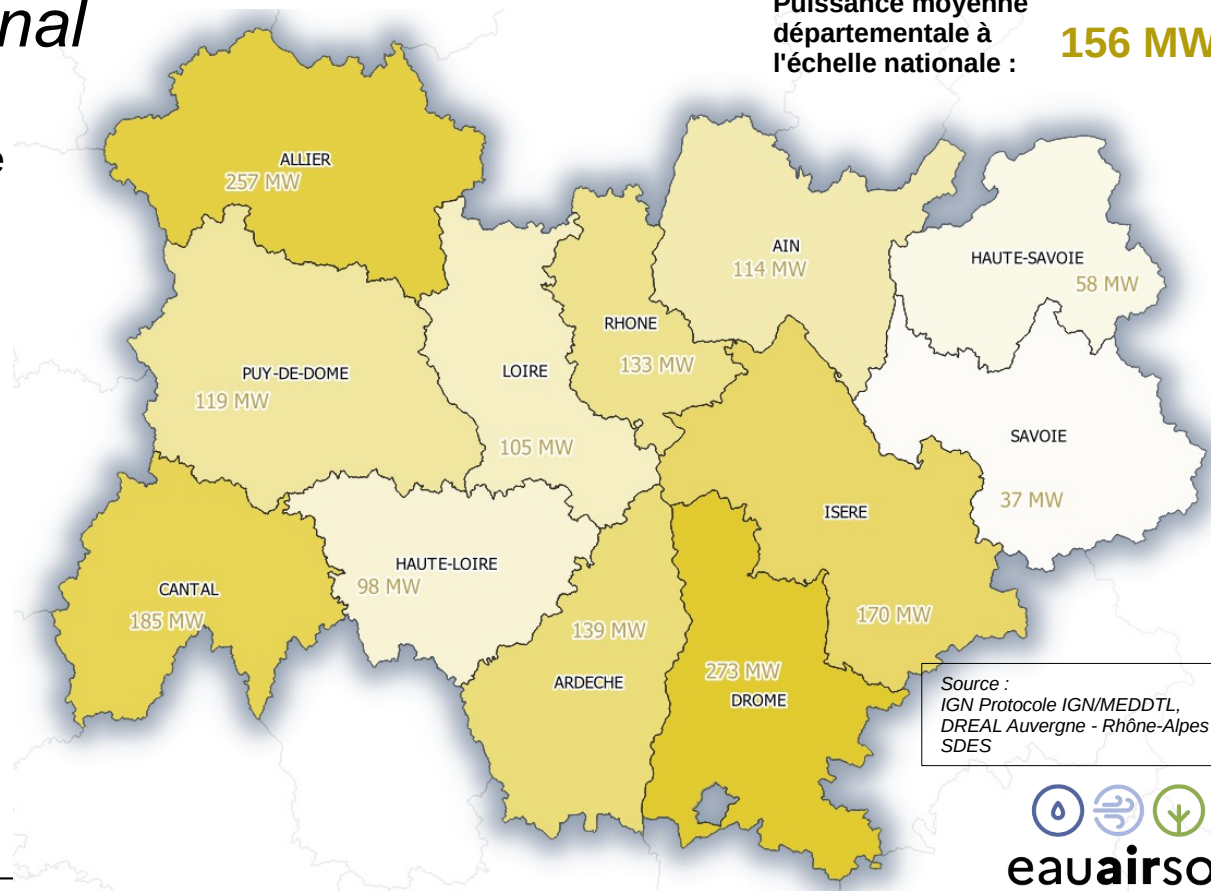 nal
e
Puissance moyenne
départementale à
l'échelle nationale :
156 MW
ALLIER
257 MW
AIN
114 MW
HAUTE-SAVOIE
58 MW
RHONE
133 MW
PUY-DE-DOME
119 MW
LOIRE
105 MW
SAVOIE
37 MW
ISERE
170 MW
HAUTE-LOIRE
98 MW
CANTAL
185 MW
139 MW
ARDECHE
273 MW
DROME
Source :
IGN Protocole IGN/MEDDTL,
DREAL Auvergne - Rhône-Alpes
SDES
eauairso